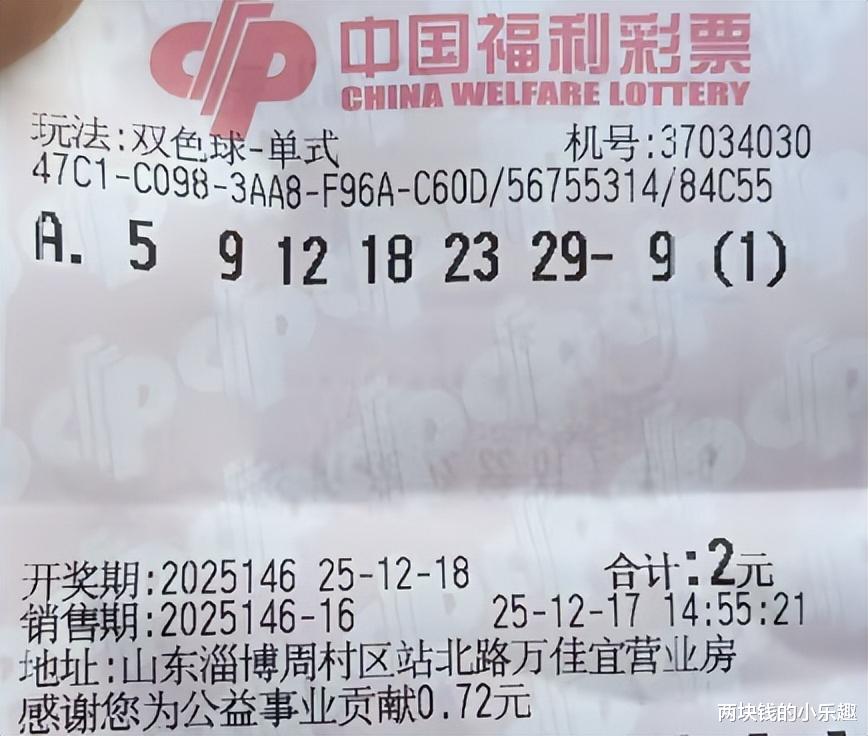 中国福利彩票
CHINA WELFARE LOTTERY
玩法:双色球-单式 机号:37034030
47C1-C098-3AA8-F96A-C60D/56755314/84C55
A. 5 9 12 18 23 29- 9 (1)
开奖期:2025146 25-12-18 合计:2元
销售期:2025146-16 25-12-17 14:55:21
地址:山东淄博周村区站北路万佳宜营业房
感谢您为公益事业贡献0.72元
两块钱的小乐趣